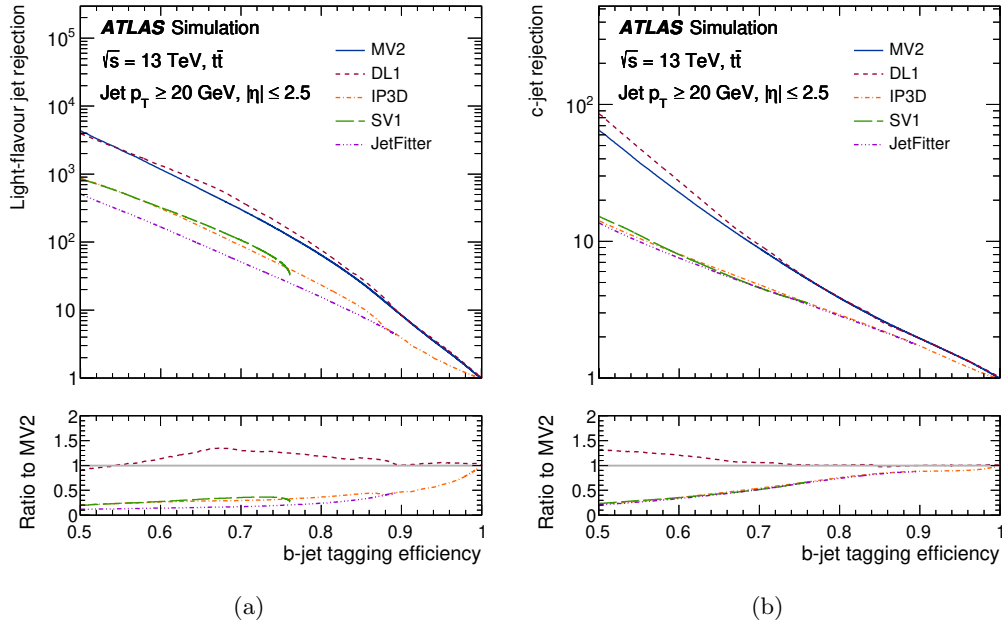 ATLAS Simulation
√s = 13 TeV, tt̄
Jet p_T ≥ 20 GeV, |η| ≤ 2.5
MV2
DL1
IP3D
SV1
JetFitter
Light-flavour jet rejection
10^5
10^4
10^3
10^2
10
1
Ratio to MV2
2
1.5
1
0.5
0
0.5 0.6 0.7 0.8 0.9 1
b-jet tagging efficiency
(a)
ATLAS Simulation
√s = 13 TeV, tt̄
Jet p_T ≥ 20 GeV, |η| ≤ 2.5
MV2
DL1
IP3D
SV1
JetFitter
c-jet rejection
10^2
10
1
Ratio to MV2
2
1.5
1
0.5
0
0.5 0.6 0.7 0.8 0.9 1
b-jet tagging efficiency
(b)